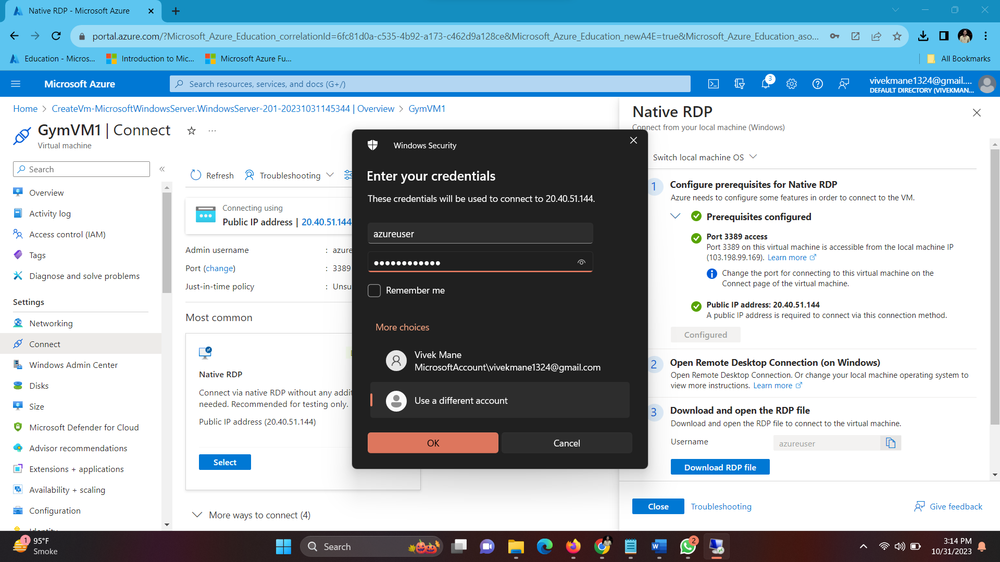 Native RDP - Microsoft Azure
portal.azure.com/?Microsoft_Azure_Education_correlationId=6fc81d0a-c535-4b92-a173-c462d9a128ce&Microsoft_Azure_Education_newA4E=true&Microsoft_Azure_Education_aso...
Education - Micros...
Introduction to Mic...
Microsoft Azure Fu...
All Bookmarks
Microsoft Azure
Search resources, services, and docs (G+/)
3
vivekmane1324@gmail....
DEFAULT DIRECTORY (VIVEKMAN...
Home > CreateVm-MicrosoftWindowsServer.WindowsServer-201-20231031145344 | Overview > GymVM1
GymVM1 | Connect
Virtual machine
Search
Overview
Activity log
Access control (IAM)
Tags
Diagnose and solve problems
Settings
Networking
Connect
Windows Admin Center
Disks
Size
Microsoft Defender for Cloud
Advisor recommendations
Extensions + applications
Availability + scaling
Configuration
Refresh
Troubleshooting
Connecting using
Public IP address | 20.40.51.144
Admin username : azure
Port (change) : 3389
Just-in-time policy : Unsu
Most common
Native RDP
Connect via native RDP without any addit
needed. Recommended for testing only.
Public IP address (20.40.51.144)
Select
More ways to connect (4)
Windows Security
Enter your credentials
These credentials will be used to connect to 20.40.51.144.
azureuser
●●●●●●●●●●●●
Remember me
More choices
Vivek Mane
MicrosoftAccount\vivekmane1324@gmail.com
Use a different account
OK
Cancel
Native RDP
Connect from your local machine (Windows)
Switch local machine OS
1
Configure prerequisites for Native RDP
Azure needs to configure some features in order to connect to the VM.
Prerequisites configured
Port 3389 access
Port 3389 on this virtual machine is accessible from the local machine IP
(103.198.99.169). Learn more
Change the port for connecting to this virtual machine on the
Connect page of the virtual machine.
Public IP address: 20.40.51.144
A public IP address is required to connect via this connection method.
Configured
2
Open Remote Desktop Connection (on Windows)
Open Remote Desktop Connection. Or change your local machine operating system to
view more instructions. Learn more
3
Download and open the RDP file
Download and open the RDP file to connect to the virtual machine.
Username
azureuser
Download RDP file
Close
Troubleshooting
Give feedback
1
95°F
Smoke
Search
2
3:14 PM
10/31/2023